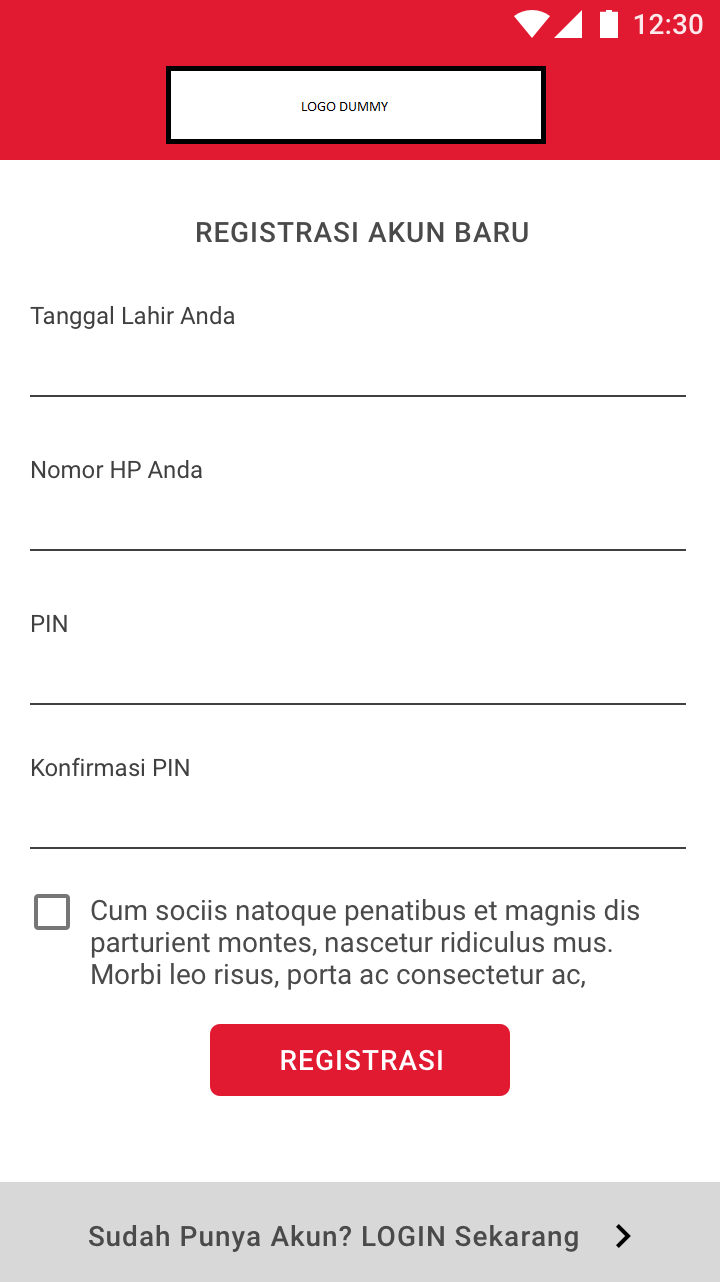 12:30
LOGO DUMMY
REGISTRASI AKUN BARU
Tanggal Lahir Anda
Nomor HP Anda
PIN
Konfirmasi PIN
Cum sociis natoque penatibus et magnis dis
parturient montes, nascetur ridiculus mus.
Morbi leo risus, porta ac consectetur ac,
REGISTRASI
Sudah Punya Akun? LOGIN Sekarang